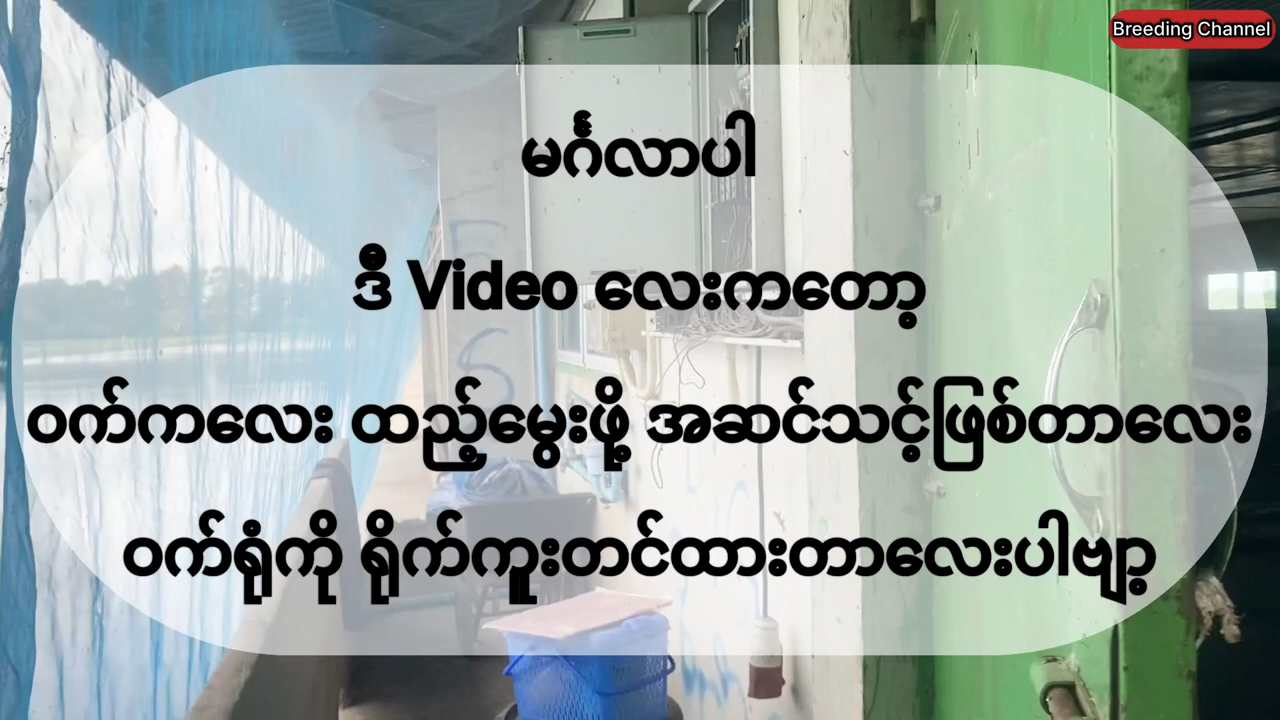 Breeding Channel
မင်္ဂလာပါ
ဒီ Video လေးကတော့
ဝက်ကလေး ထည့်မွေးဖို့ အဆင်သင့်ဖြစ်တာလေး
ဝက်ရုံကို ရိုက်ကူးတင်ထားတာလေးပါဗျာ့